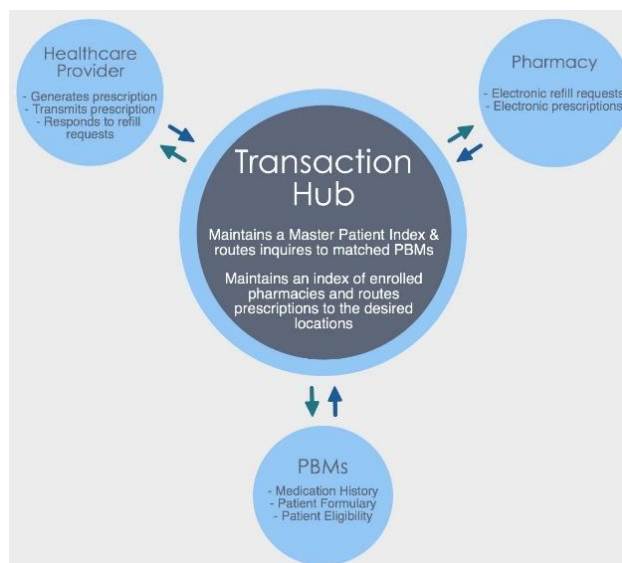 Healthcare
Provider
- Generates prescription
- Transmits prescription
- Responds to refill
requests
Pharmacy
- Electronic refill requests
- Electronic prescriptions
Transaction
Hub
Maintains a Master Patient Index &
routes inquires to matched PBMs
Maintains an index of enrolled
pharmacies and routes
prescriptions to the desired
locations
PBMs
- Medication History
- Patient Formulary
- Patient Eligibility